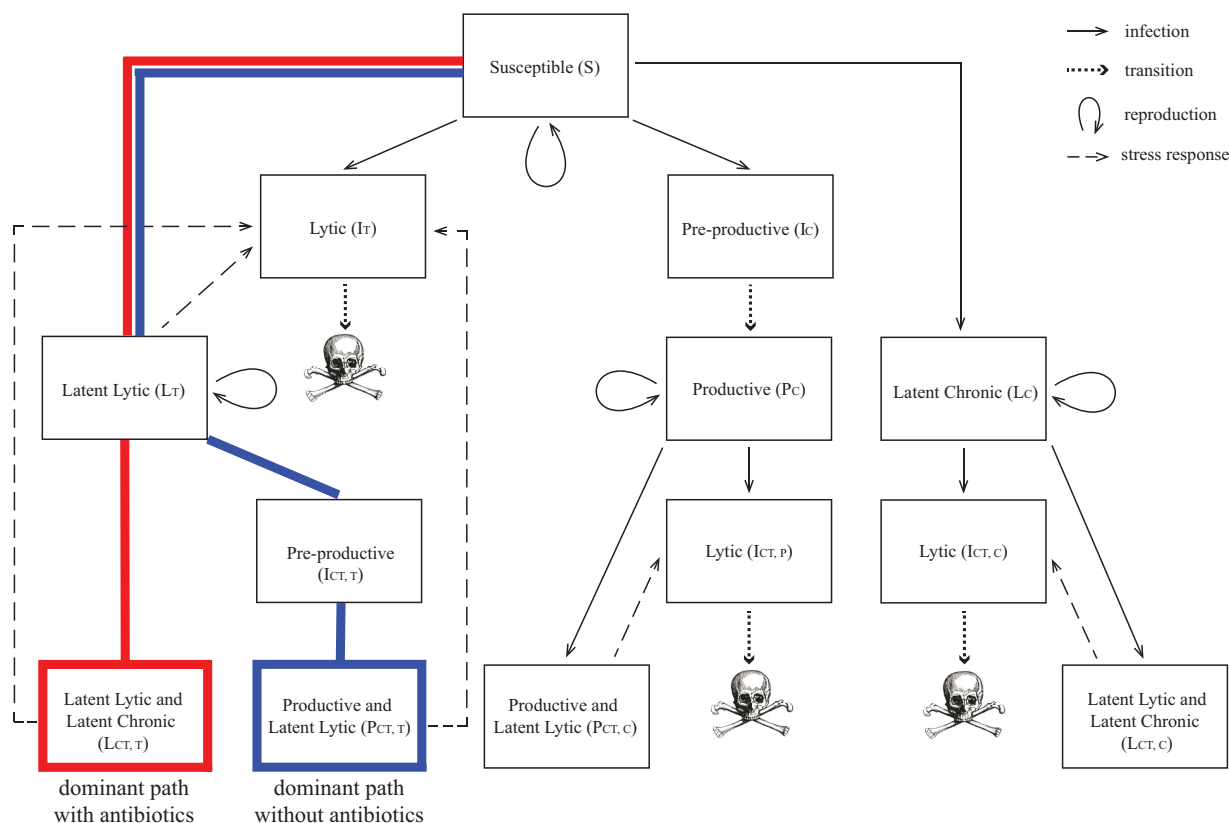 Susceptible (S)
infection
transition
reproduction
stress response
Lytic (IT)
Pre-productive (IC)
Latent Lytic (LT)
Productive (PC)
Latent Chronic (LC)
Pre-productive
(ICT, T)
Lytic (ICT, P)
Lytic (ICT, C)
Latent Lytic and
Latent Chronic
(LCT, T)
Productive and
Latent Lytic (PCT, T)
Productive and
Latent Lytic (PCT, C)
Latent Lytic and
Latent Chronic
(LCT, C)
dominant path
with antibiotics
dominant path
without antibiotics